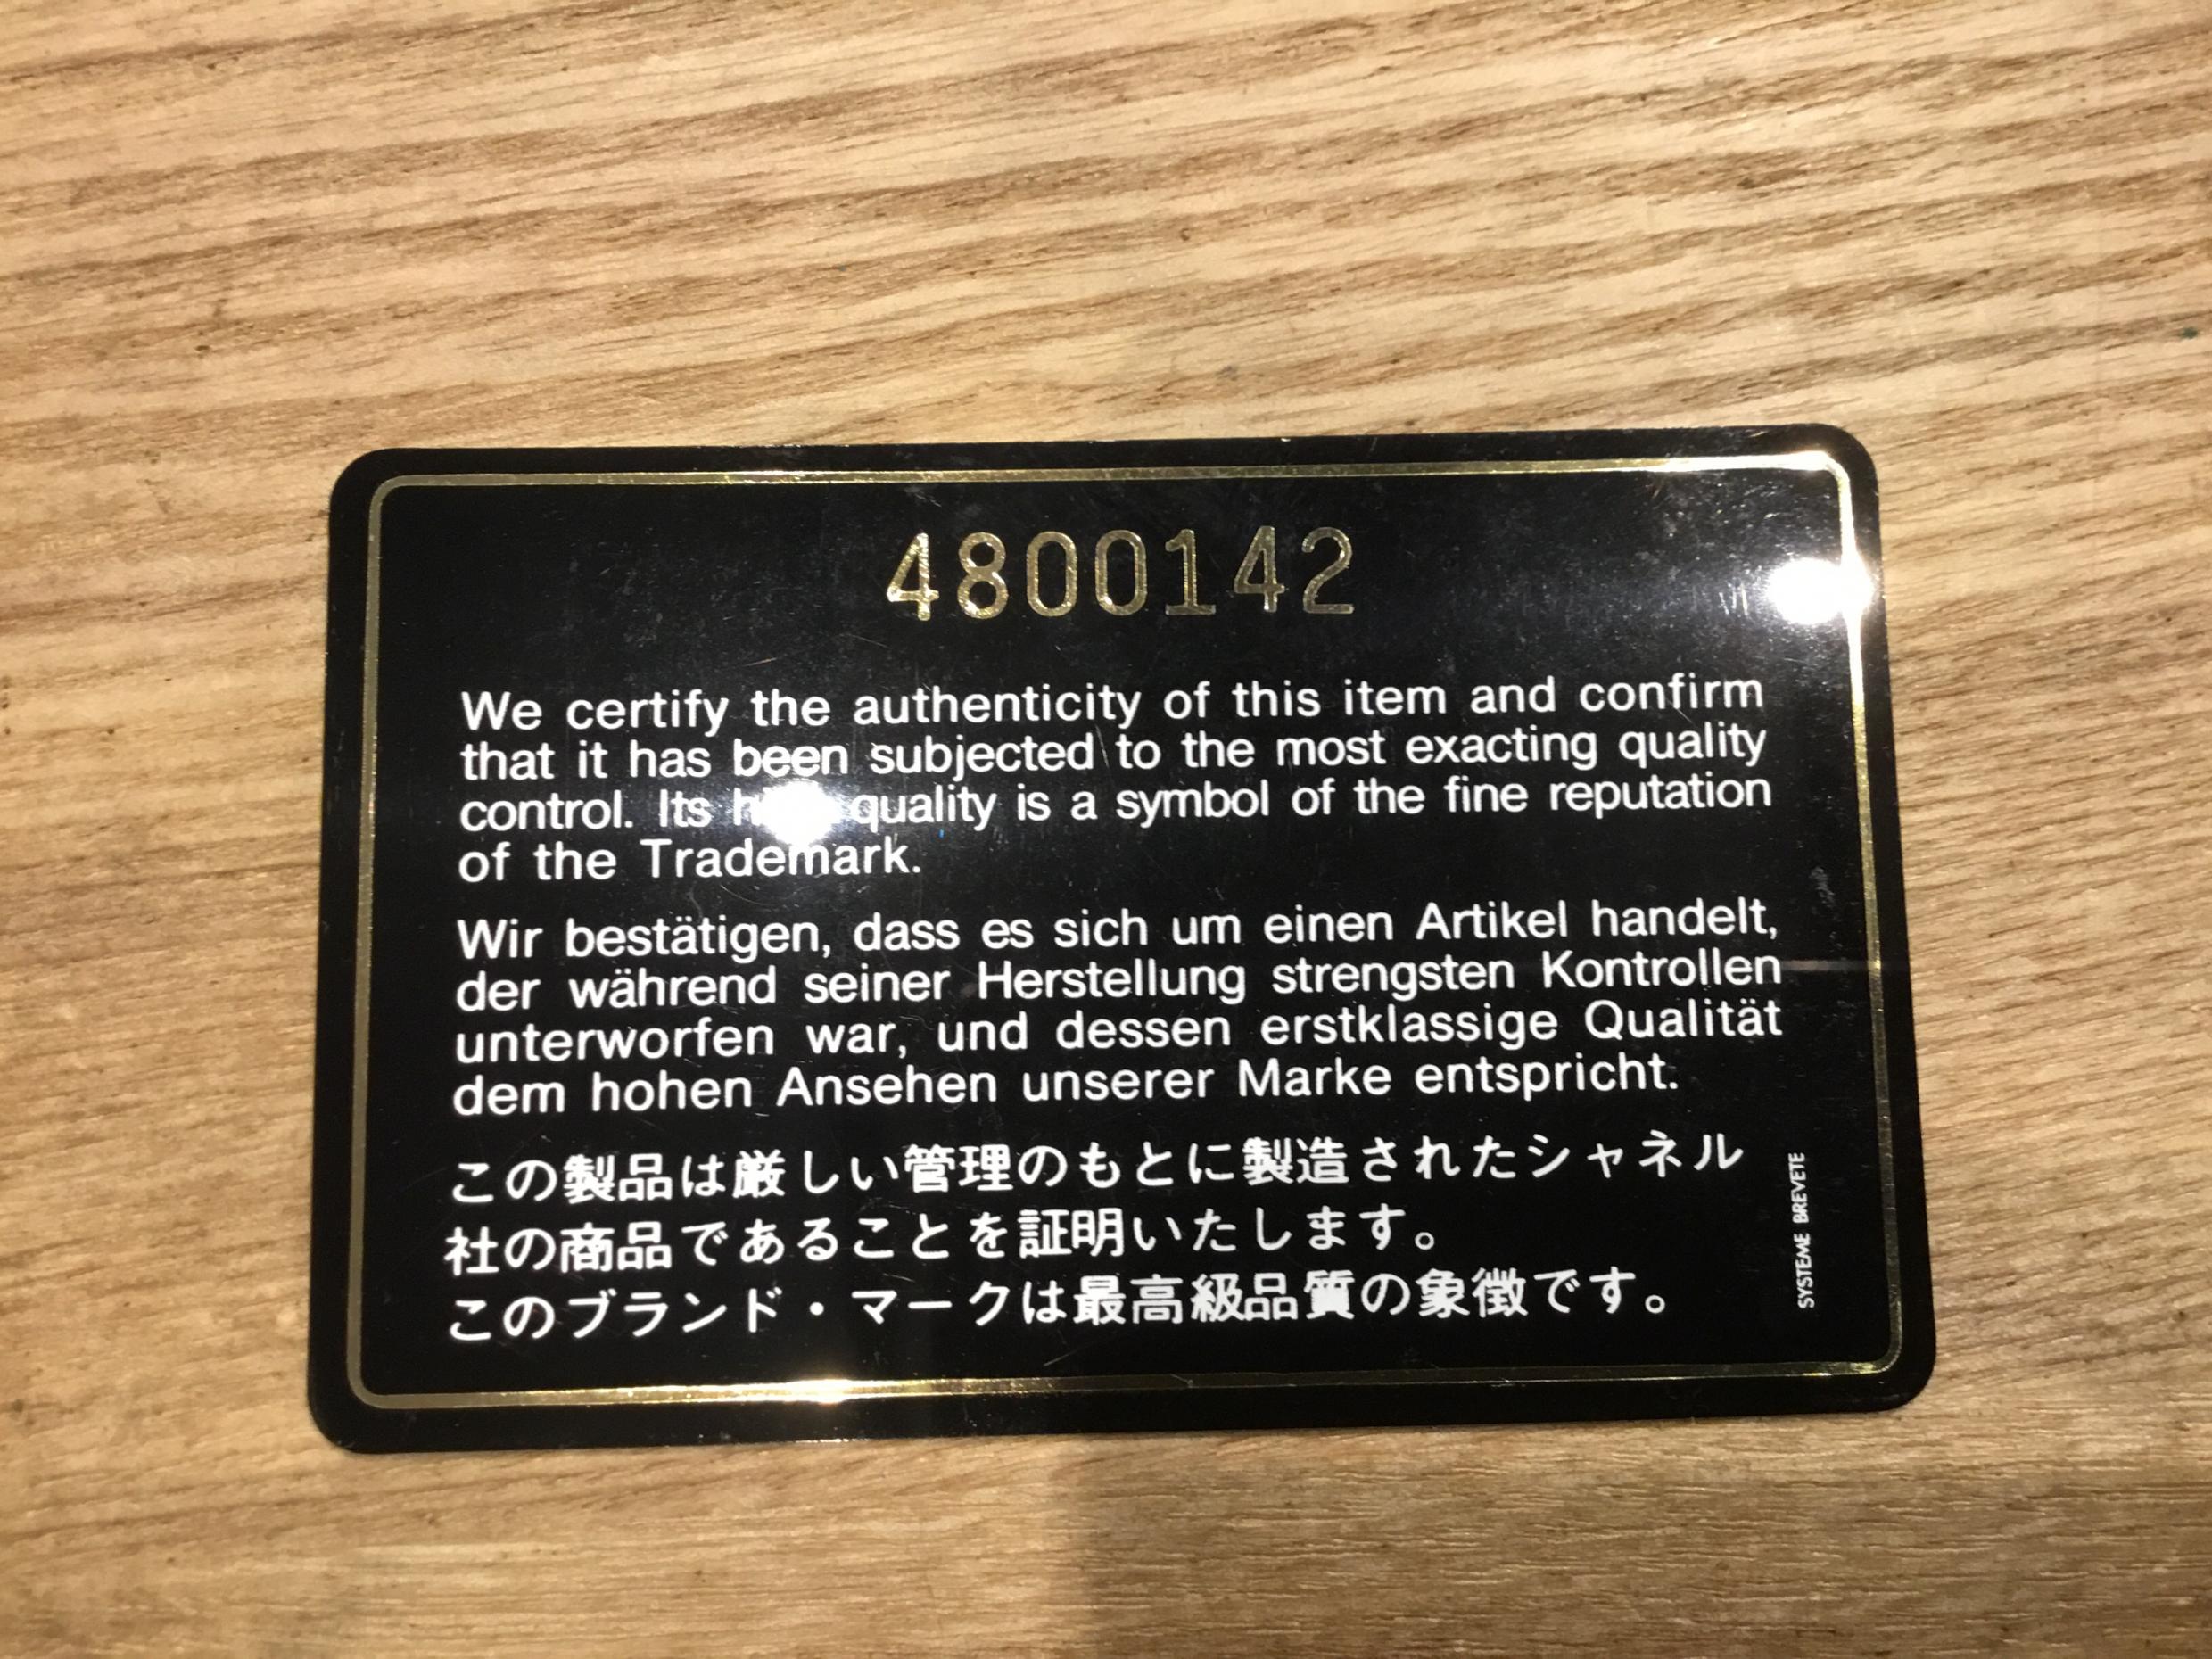 4800142
We certify the authenticity of this item and confirm
that it has been subjected to the most exacting quality
control. Its quality is a symbol of the fine reputation
of the Trademark.
Wir bestätigen, dass es sich um einen Artikel handelt,
der während seiner Herstellung strengsten Kontrollen
unterworfen war, und dessen erstklassige Qualität
dem hohen Ansehen unserer Marke entspricht.
この製品は厳しい管理のもとに製造されたシャネル
社の商品であることを証明いたします。
このブランド・マークは最高級品質の象徴です。
SYSTEME BREVETE